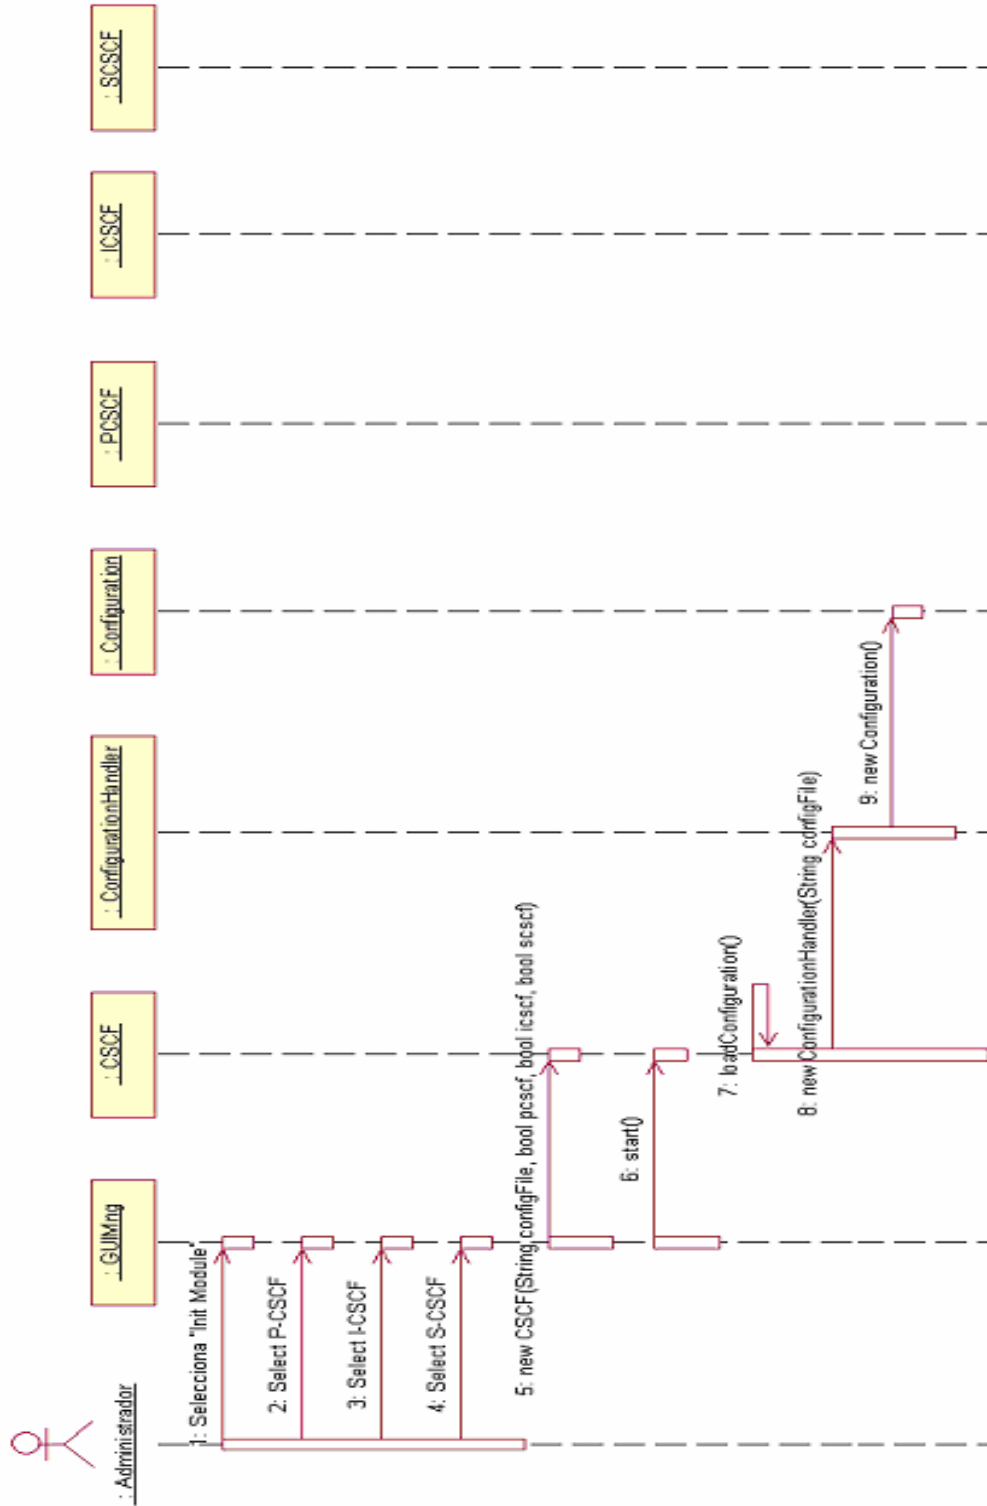 : Administrador
: GUIMng
: CSCF
: ConfigurationHandler
: Configuration
: PCSCF
: ICSCF
: SCSCF
1: Selecciona "Init Module"
2: Select P-CSCF
3: Select I-CSCF
4: Select S-CSCF
5: new CSCF(String configFile, bool pcscf, bool icscf, bool scscf)
6: start()
7: loadConfiguration()
8: new ConfigurationHandler(String configFile)
9: new Configuration()